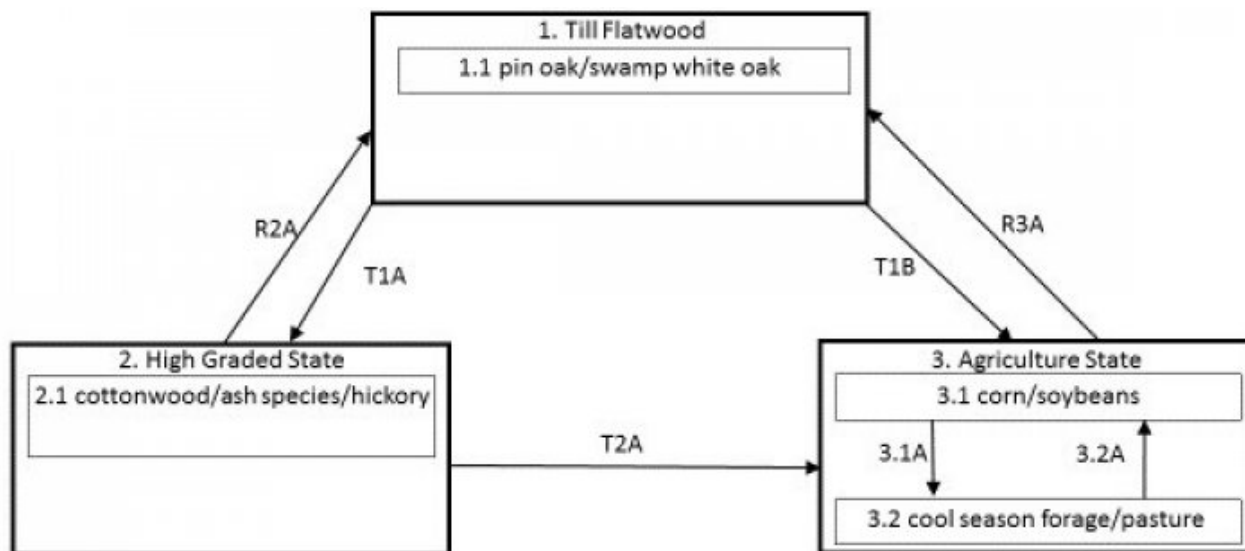 1. Till Flatwood
1.1 pin oak/swamp white oak
R2A
T1A
T1B
R3A
2. High Graded State
2.1 cottonwood/ash species/hickory
T2A
3. Agriculture State
3.1 corn/soybeans
3.1A
3.2A
3.2 cool season forage/pasture